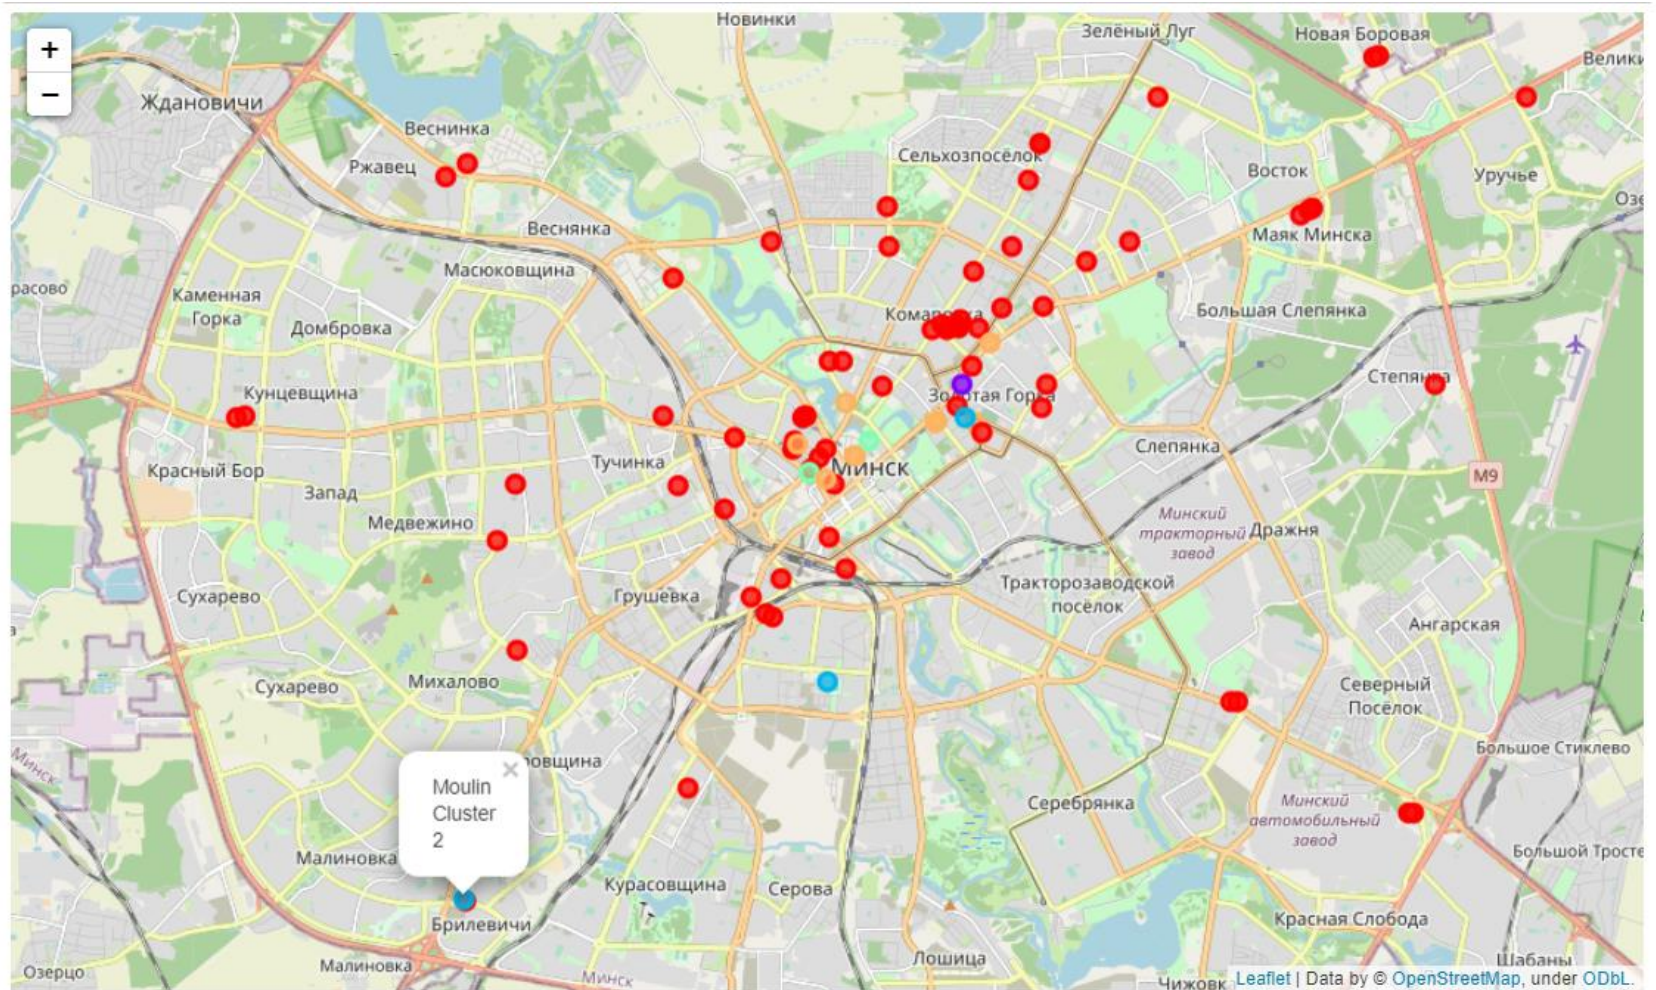 Новинки
Зелёный Луг
Новая Боровая
+
Велики
−
Ждановичи
Веснинка
Ржавец
Сельхозпосёлок
Восток
Уручье
Озе
Веснянка
Маяк Минска
Масюковщина
расово
Каменная
Горка
Домбровка
Большая Слепянка
Кунцевщина
Золотая Горка
Степянка
Слепянка
Красный Бор
Тучинка
Минск
Запад
М9
Медвежино
Минский
тракторный
завод
Дражня
Сухарево
Грушевка
Тракторозаводской
посёлок
Ангарская
Сухарево
Михалово
Северный
Посёлок
Минск
Большое Стиклево
ровщина
Moulin
Cluster
2
×
Серебрянка
Минский
автомобильный
завод
Малиновка
Большой Тросте
Курасовщина
Серова
Брилевичи
Красная Слобода
Озерцо
Малиновка
Минск
Лошица
Шабаны
Чижовк
Leaflet | Data by © OpenStreetMap, under ODbL.